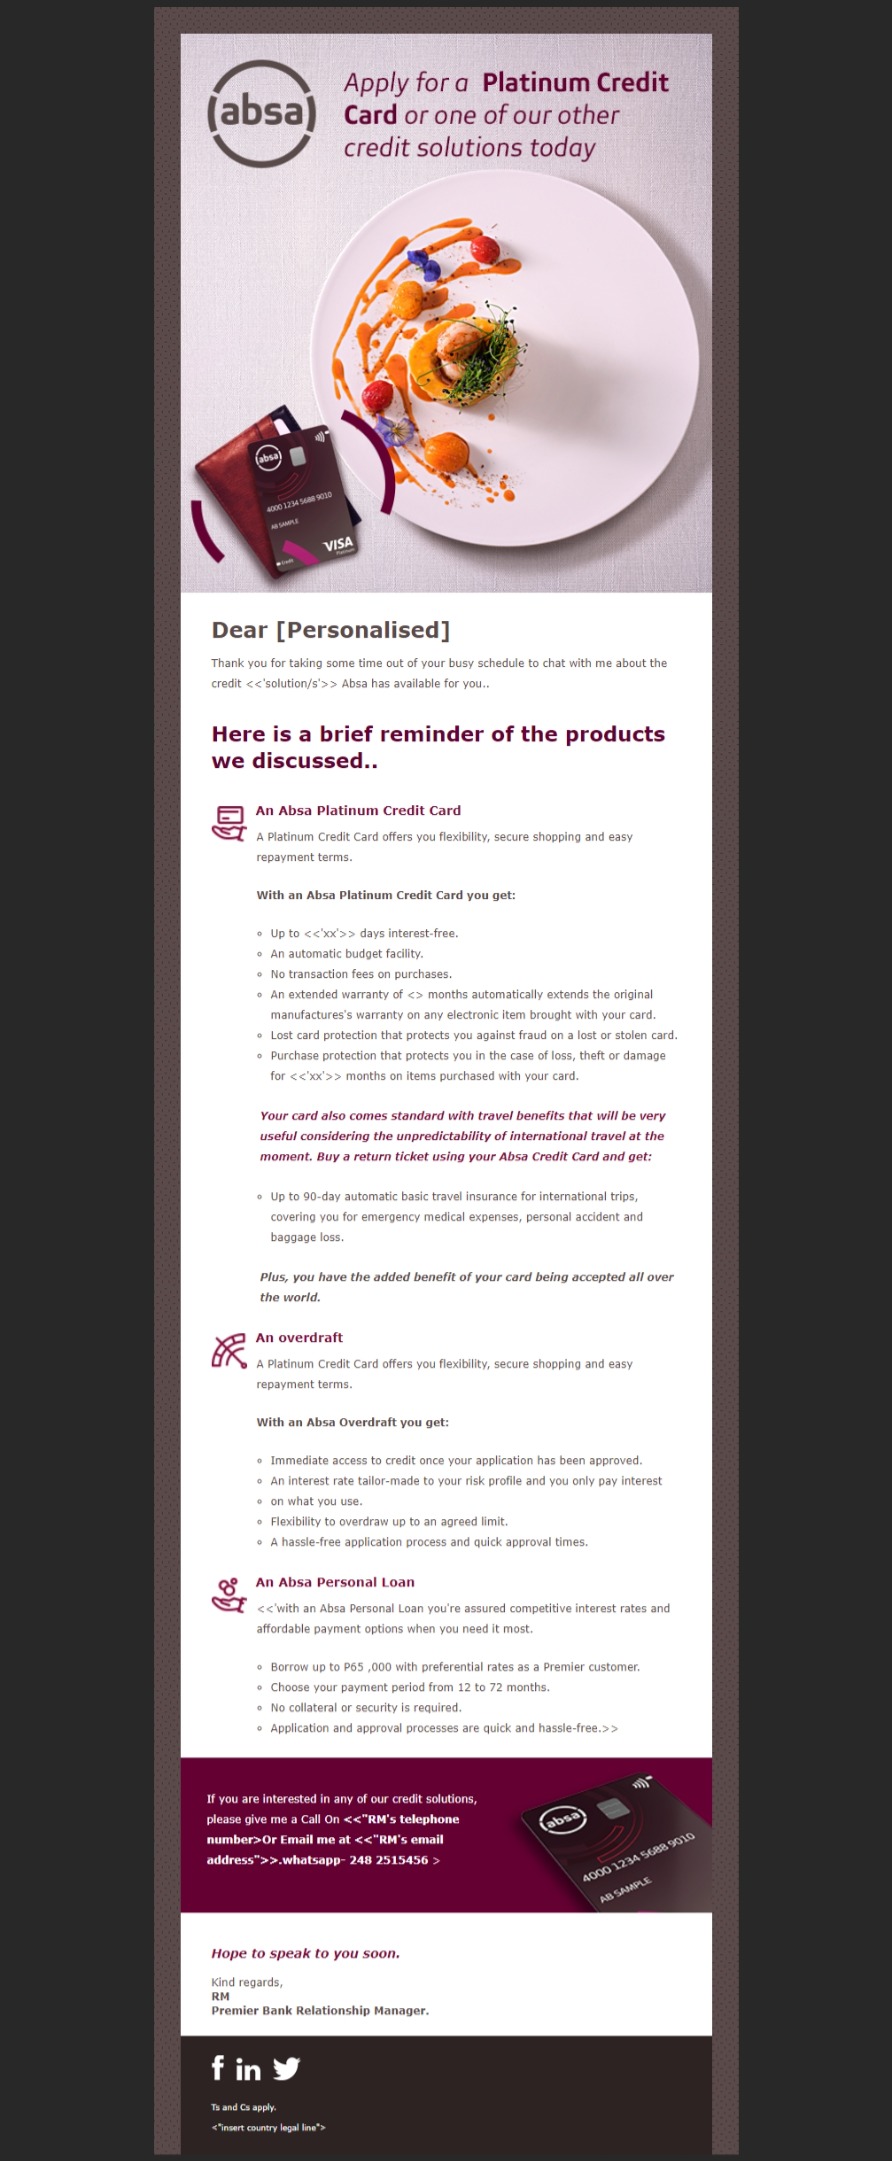 absa
Apply for a Platinum Credit
Card or one of our other
credit solutions today
absa
4000 1234 5688 9010
AB SAMPLE
Credit
VISA
Platinum
Dear [Personalised]
Thank you for taking some time out of your busy schedule to chat with me about the
credit <<'solution/s'>> Absa has available for you..
Here is a brief reminder of the products
we discussed..
An Absa Platinum Credit Card
A Platinum Credit Card offers you flexibility, secure shopping and easy
repayment terms.
With an Absa Platinum Credit Card you get:
Up to <<'xx'>> days interest-free.
An automatic budget facility.
No transaction fees on purchases.
An extended warranty of <> months automatically extends the original
manufactures's warranty on any electronic item brought with your card.
Lost card protection that protects you against fraud on a lost or stolen card.
Purchase protection that protects you in the case of loss, theft or damage
for <<'xx'>> months on items purchased with your card.
Your card also comes standard with travel benefits that will be very
useful considering the unpredictability of international travel at the
moment. Buy a return ticket using your Absa Credit Card and get:
Up to 90-day automatic basic travel insurance for international trips,
covering you for emergency medical expenses, personal accident and
baggage loss.
Plus, you have the added benefit of your card being accepted all over
the world.
An overdraft
A Platinum Credit Card offers you flexibility, secure shopping and easy
repayment terms.
With an Absa Overdraft you get:
Immediate access to credit once your application has been approved.
An interest rate tailor-made to your risk profile and you only pay interest
on what you use.
Flexibility to overdraw up to an agreed limit.
A hassle-free application process and quick approval times.
An Absa Personal Loan
<<'with an Absa Personal Loan you're assured competitive interest rates and
affordable payment options when you need it most.
Borrow up to P65 ,000 with preferential rates as a Premier customer.
Choose your payment period from 12 to 72 months.
No collateral or security is required.
Application and approval processes are quick and hassle-free.>>
If you are interested in any of our credit solutions,
please give me a Call On <<"RM's telephone
number>Or Email me at <<"RM's email
address">>.whatsapp- 248 2515456 >
absa
4000 1234 5688 9010
AB SAMPLE
Hope to speak to you soon.
Kind regards,
RM
Premier Bank Relationship Manager.
Ts and Cs apply.
<"insert country legal line">